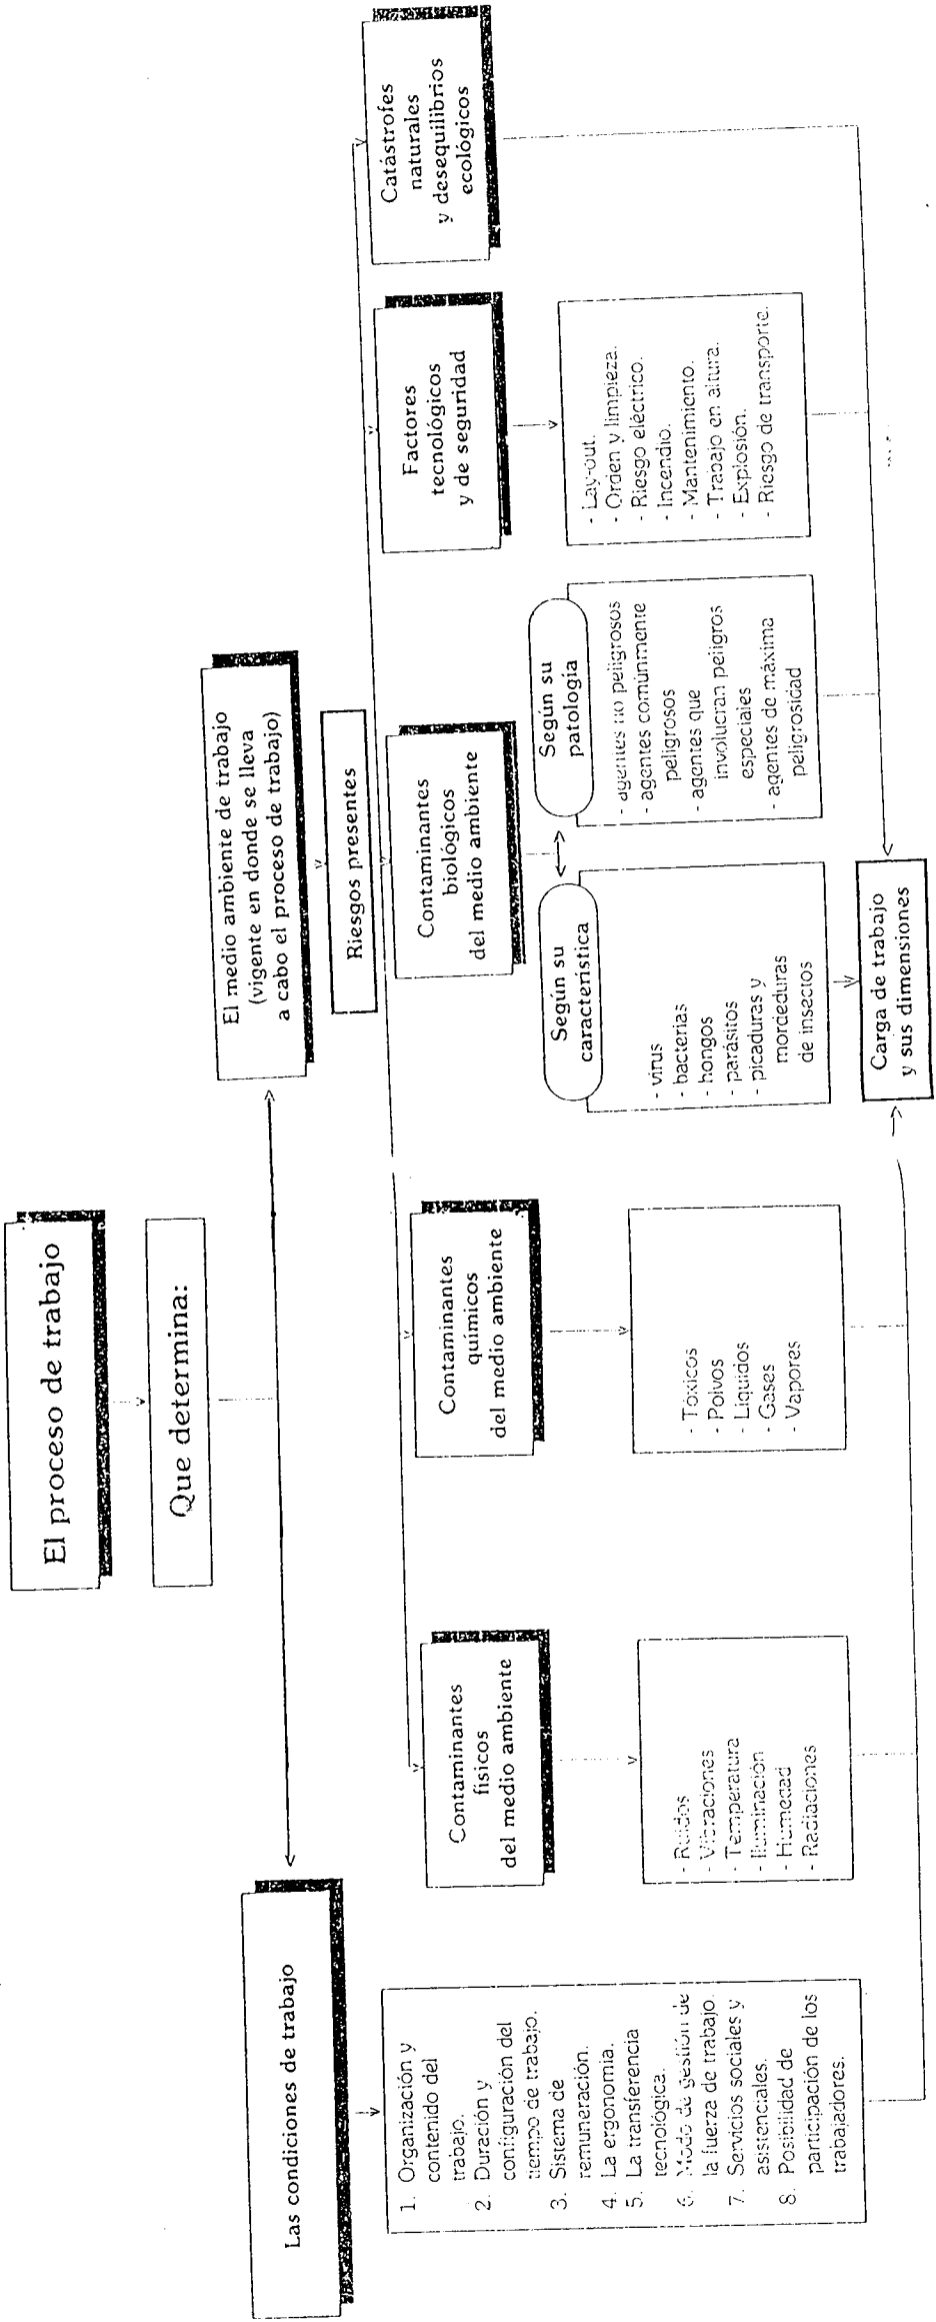 El proceso de trabajo
Que determina:
Las condiciones de trabajo
1. Organización y
contenido del
trabajo.
2. Duración y
configuración del
tiempo de trabajo.
3. Sistema de
remuneración.
4. La ergonomia.
5. La transferencia
tecnológica.
6. Modo de gestión de
la fuerza de trabajo.
7. Servicios sociales y
asistenciales.
8. Posibilidad de
participación de los
trabajadores.
El medio ambiente de trabajo
(vigente en donde se lleva
a cabo el proceso de trabajo)
Riesgos presentes
Contaminantes
físicos
del medio ambiente
- Ruidos
- Vibraciones
- Temperatura
- Iluminación
- Humedad
- Radiaciones
Contaminantes
químicos
del medio ambiente
- Tóxicos
- Polvos
- Líquidos
- Gases
- Vapores
Contaminantes
biológicos
del medio ambiente
Según su
característica
- virus
- bacterias
- hongos
- parásitos
- picaduras y
mordeduras
de insectos
Según su
patología
- agentes no peligrosos
- agentes comúnmente
peligrosos
- agentes que
involucran peligros
especiales
- agentes de máxima
peligrosidad
Factores
tecnológicos
y de seguridad
- Lay-out.
- Orden y limpieza.
- Riesgo eléctrico.
- Incendio.
- Mantenimiento.
- Trabajo en altura.
- Explosión.
- Riesgo de transporte.
Catástrofes
naturales
y desequilibrios
ecológicos
Carga de trabajo
y sus dimensiones